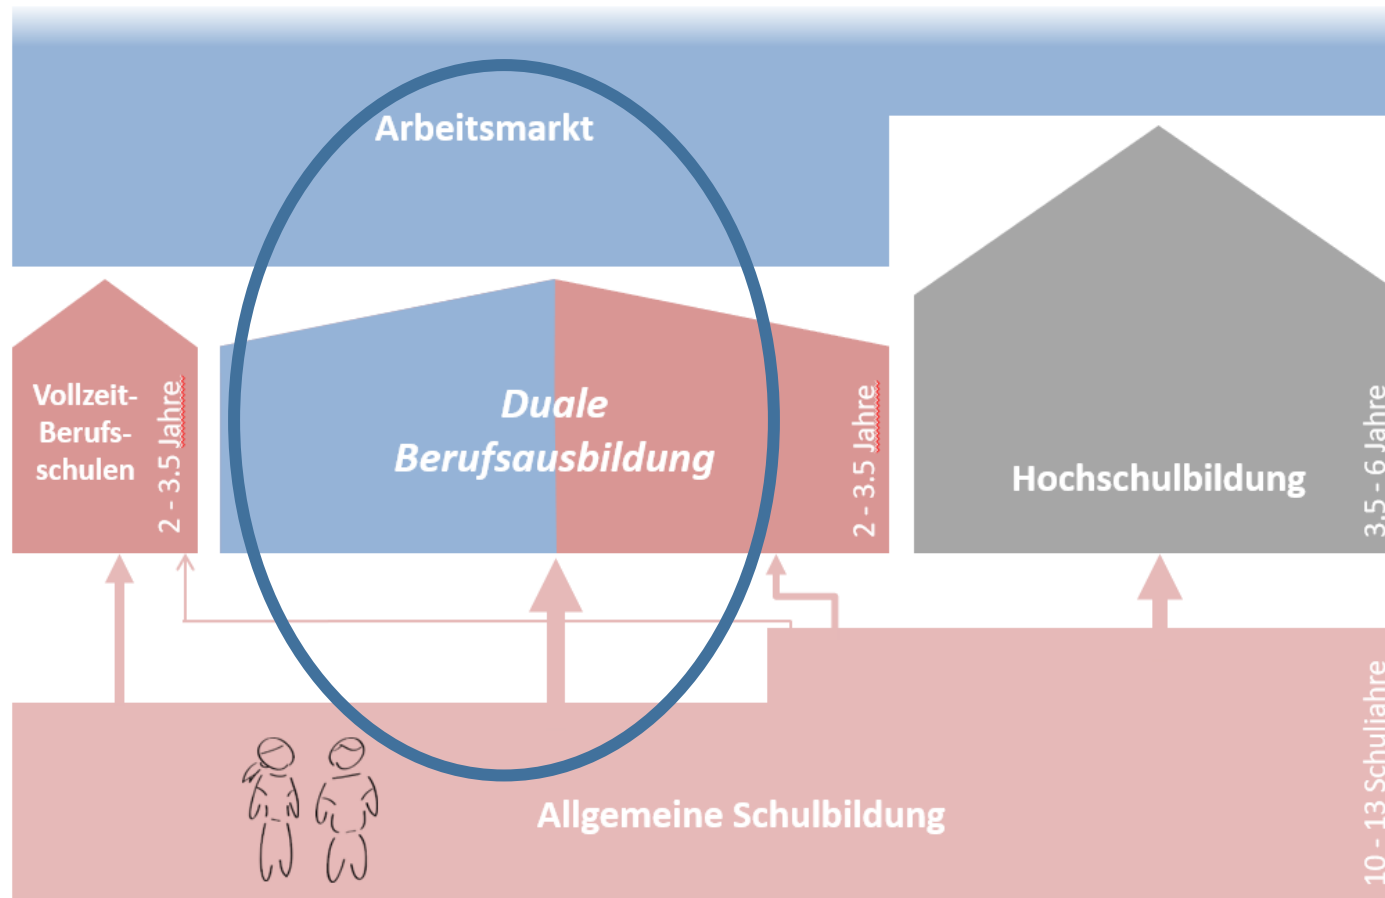 Arbeitsmarkt
Vollzeit-
Berufs-
schulen
2 - 3.5 Jahre
Duale
Berufsausbildung
2 - 3.5 Jahre
Hochschulbildung
3.5 - 6 Jahre
Allgemeine Schulbildung
10 - 13 Schuljahre